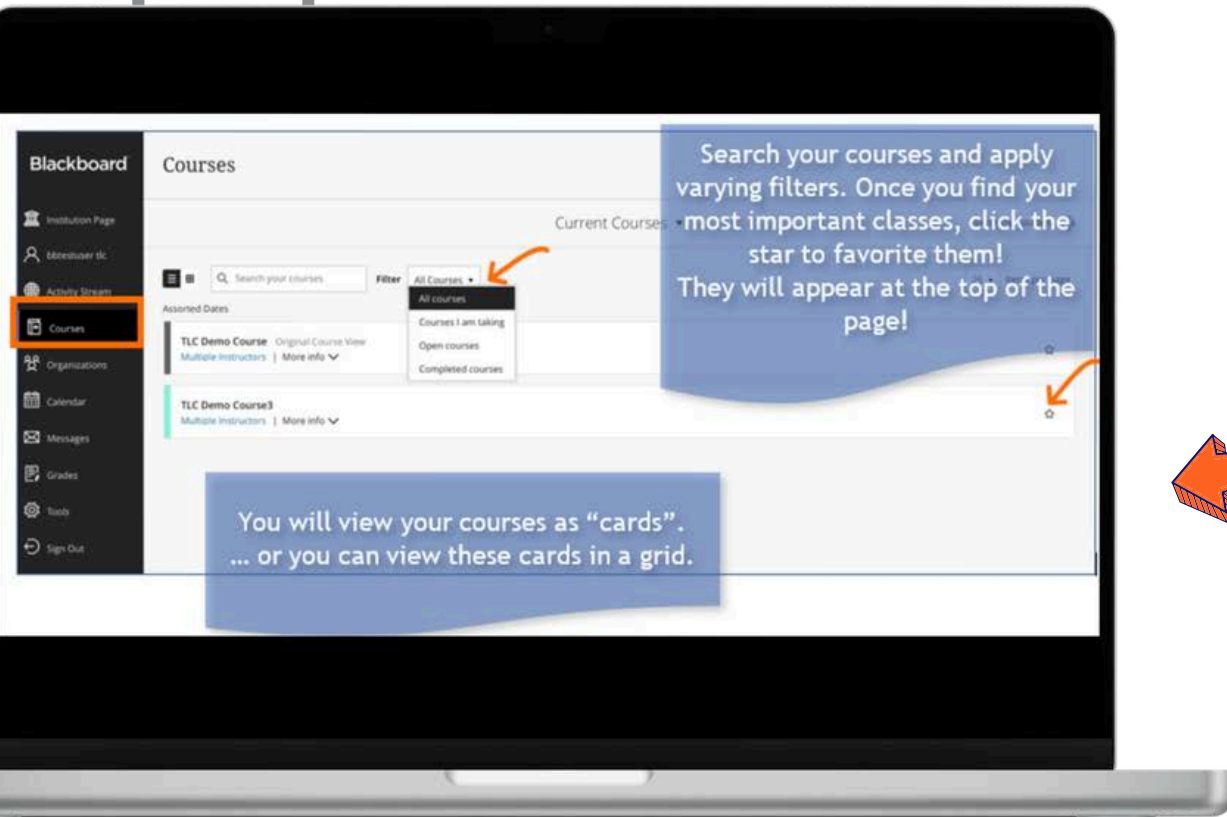 Blackboard
Institution Page
bbtestuser tlc
Activity Stream
Courses
Organizations
Calendar
Messages
Grades
Tools
Sign Out
Courses
Current Courses
Search your courses
Filter
All Courses
All courses
Courses I am taking
Open courses
Completed courses
Assorted Dates
TLC Demo Course Original Course View
Multiple Instructors | More info
TLC Demo Course3
Multiple Instructors | More info
Search your courses and apply
varying filters. Once you find your
most important classes, click the
star to favorite them!
They will appear at the top of the
page!
You will view your courses as “cards”.
... or you can view these cards in a grid.